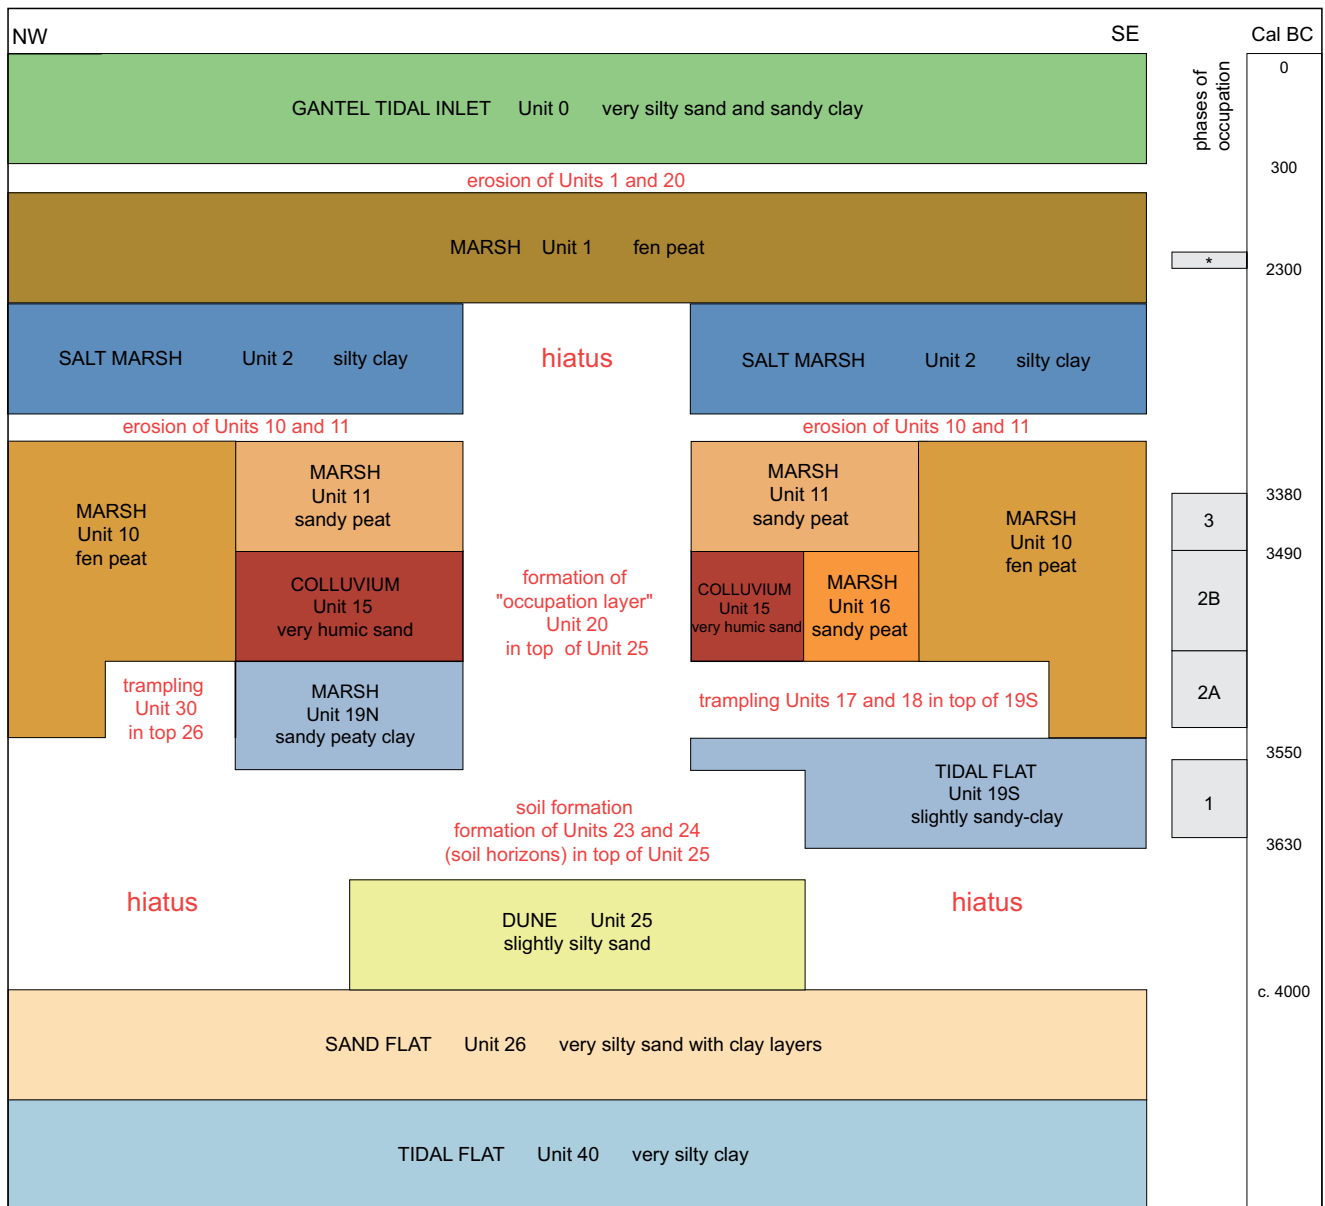 NW
SE
Cal BC
phases of
occupation
0
GANTEL TIDAL INLET Unit 0 very silty sand and sandy clay
300
erosion of Units 1 and 20
MARSH Unit 1 fen peat
*
2300
SALT MARSH Unit 2 silty clay
hiatus
SALT MARSH Unit 2 silty clay
erosion of Units 10 and 11
erosion of Units 10 and 11
MARSH
Unit 10
fen peat
MARSH
Unit 11
sandy peat
MARSH
Unit 11
sandy peat
MARSH
Unit 10
fen peat
3380
3
3490
COLLUVIUM
Unit 15
very humic sand
formation of
"occupation layer"
Unit 20
in top of Unit 25
COLLUVIUM
Unit 15
very humic sand
MARSH
Unit 16
sandy peat
2B
trampling
Unit 30
in top 26
MARSH
Unit 19N
sandy peaty clay
trampling Units 17 and 18 in top of 19S
2A
3550
TIDAL FLAT
Unit 19S
slightly sandy-clay
1
soil formation
formation of Units 23 and 24
(soil horizons) in top of Unit 25
3630
hiatus
DUNE Unit 25
slightly silty sand
hiatus
c. 4000
SAND FLAT Unit 26 very silty sand with clay layers
TIDAL FLAT Unit 40 very silty clay